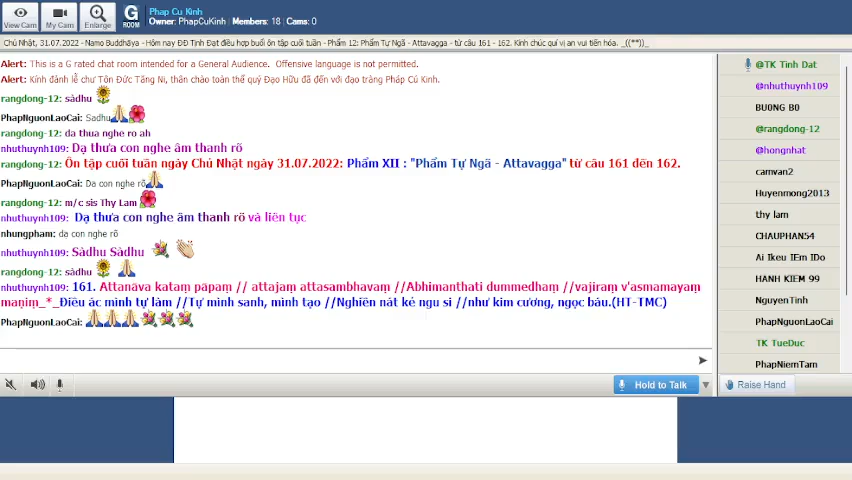 View Cam
My Cam
Enlarge
G
ROOM
Phap Cu Kinh
Owner: PhapCuKinh | Members: 18 | Cams: 0
Chủ Nhật, 31.07.2022 - Namo Buddhāya - Hôm nay ĐĐ Tịnh Đạt điều hợp buổi ôn tập cuối tuần - Phẩm 12: Phẩm Tự Ngã - Attavagga - từ câu 161 - 162. Kính chúc quí vị an vui tiến hóa. _((**))_
Alert: This is a G rated chat room intended for a General Audience. Offensive language is not permitted.
Alert: Kính đảnh lễ chư Tôn Đức Tăng Ni, thân chào toàn thể quý Đạo Hữu đã đến với đạo tràng Pháp Cú Kinh.
rangdong-12: sàdhu
PhapNguonLaoCai: Sadhu
rangdong-12: da thua nghe ro ah
nhuthuynh109: Dạ thưa con nghe âm thanh rõ
rangdong-12: Ôn tập cuối tuần ngày Chủ Nhật ngày 31.07.2022: Phẩm XII : "Phẩm Tự Ngã - Attavagga" từ câu 161 đến 162.
PhapNguonLaoCai: Da con nghe rõ
rangdong-12: m/c sis Thy Lam
nhuthuynh109: Dạ thưa con nghe âm thanh rõ và liên tục
nhungpham: dạ con nghe rõ
nhuthuynh109: Sàdhu Sàdhu
rangdong-12: sàdhu
nhuthuynh109: 161. Attanāva kataṃ pāpaṃ // attajaṃ attasambhavaṃ //Abhimanthati dummedhaṃ //vajiraṃ v'asmamayaṃ
maṇiṃ_*_Điều ác mình tự làm //Tự mình sanh, mình tạo //Nghiền nát kẻ ngu si //như kim cương, ngọc báu.(HT-TMC)
PhapNguonLaoCai:
@TK Tinh Dat
@nhuthuynh109
BU0NG B0
@rangdong-12
@hongnhat
camvan2
Huyenmong2013
thy lam
CHAUPHAN54
Ai Ikeu IEm IDo
HANH KIEM 99
NguyenTinh
PhapNguonLaoCai
TK TueDuc
PhapNiemTam
Hold to Talk
Raise Hand